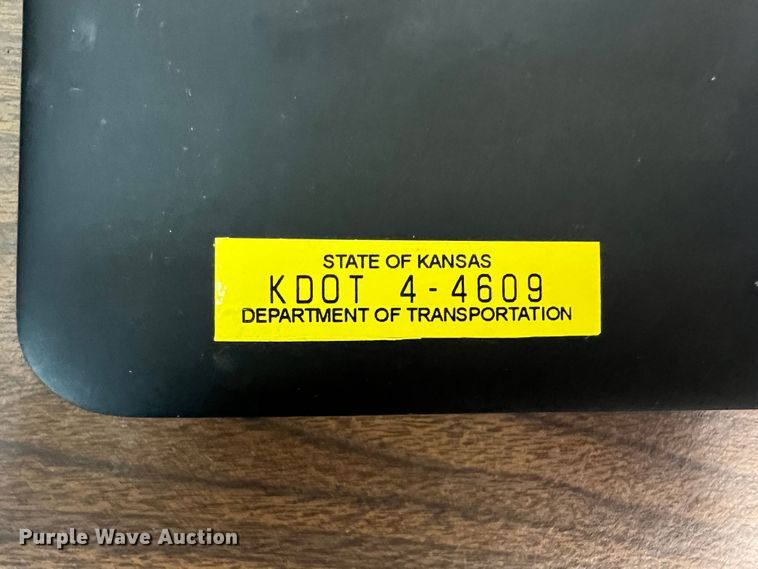 STATE OF KANSAS
KDOT 4-4609
DEPARTMENT OF TRANSPORTATION
Purple Wave Auction